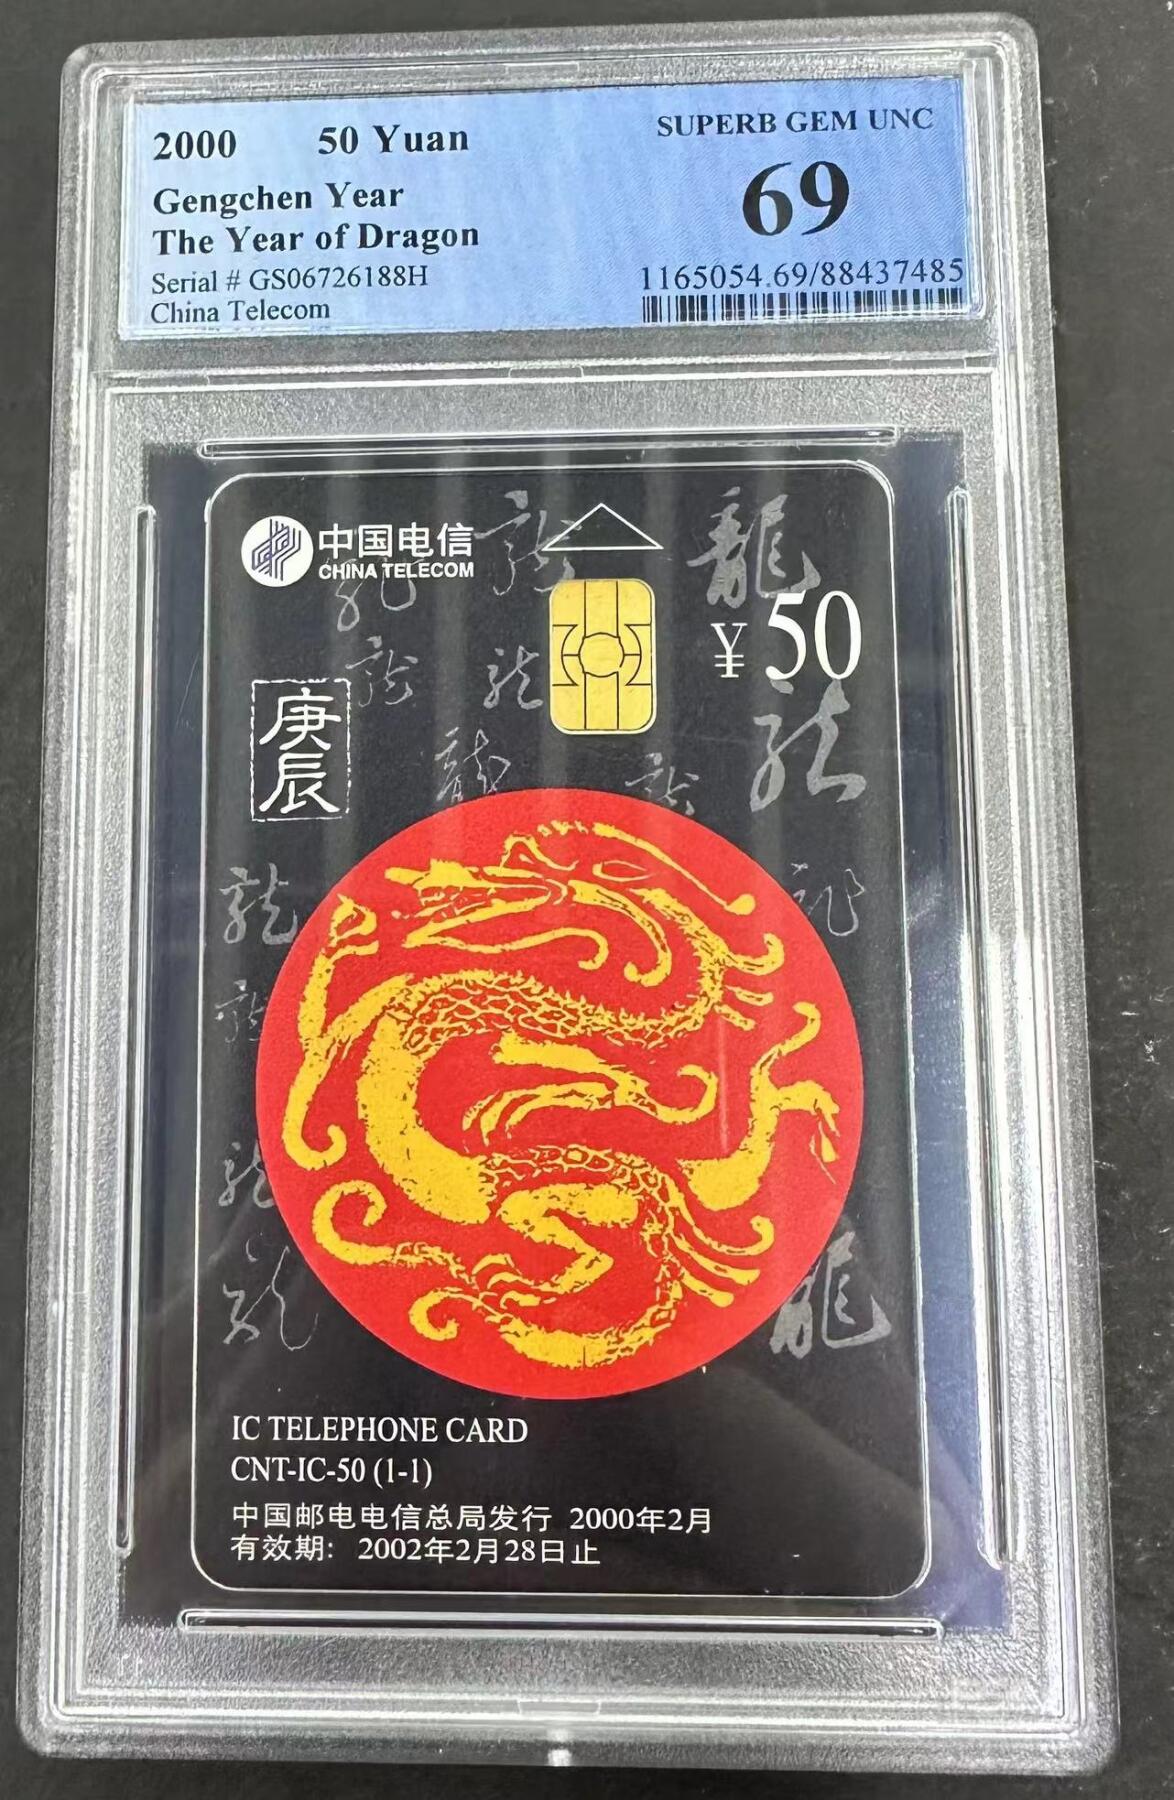 2000 50 Yuan
SUPERB GEM UNC
Gengchen Year
69
The Year of Dragon
Serial # GS06726188H
1165054.69/88437485
China Telecom
中国电信
CHINA TELECOM
龍
¥50
庚辰
IC TELEPHONE CARD
CNT-IC-50 (1-1)
中国邮电电信总局发行 2000年2月
有效期: 2002年2月28日止